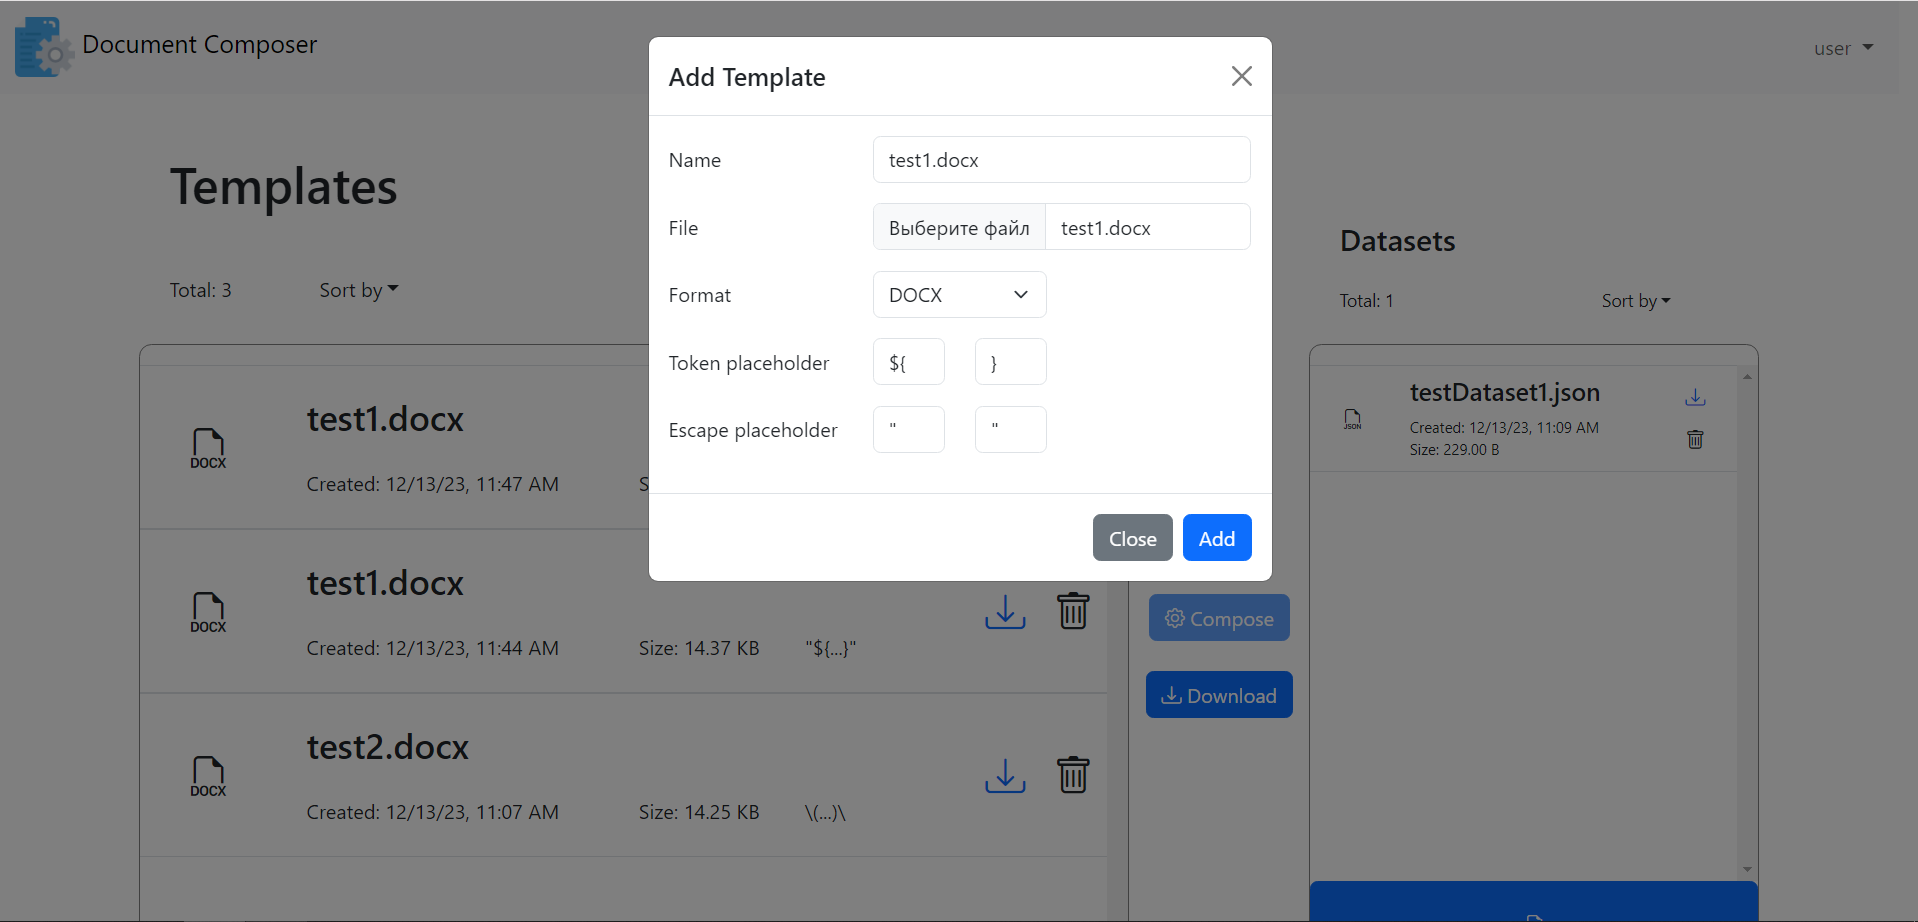 Document Composer
user
Add Template
Name
test1.docx
File
Выберите файл
test1.docx
Format
DOCX
Token placeholder
${
}
Escape placeholder
"
"
Close
Add
Templates
Total: 3
Sort by
DOCX
test1.docx
Created: 12/13/23, 11:47 AM
S
DOCX
test1.docx
Created: 12/13/23, 11:44 AM
Size: 14.37 KB
"${...}"
DOCX
test2.docx
Created: 12/13/23, 11:07 AM
Size: 14.25 KB
\(...)\
Compose
Download
Datasets
Total: 1
Sort by
JSON
testDataset1.json
Created: 12/13/23, 11:09 AM
Size: 229.00 B